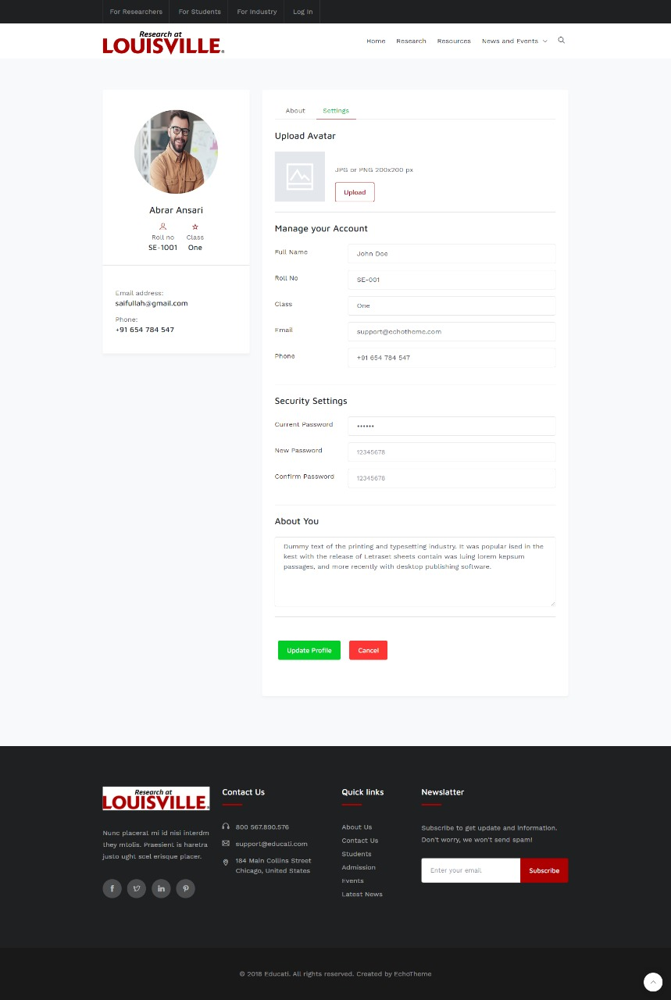 For Researchers For Students For Industry Log In
Research at
LOUISVILLE®
Home Research Resources News and Events
About Settings
Upload Avatar
JPG or PNG 200x200 px
Upload
Abrar Ansari
Roll no Class
SE-1001 One
Email address:
saifullah@gmail.com
Phone:
+91 654 784 547
Manage your Account
Full Name John Doe
Roll No SE-001
Class One
Email support@echotheme.com
Phone +91 654 784 547
Security Settings
Current Password ••••••
New Password 12345678
Confirm Password 12345678
About You
Dummy text of the printing and typesetting industry. It was popular ised in the
kest with the release of Letraset sheets contain was luing lorem kepsum
passages, and more recently with desktop publishing software.
Update Profile Cancel
Research at
LOUISVILLE®
Nunc placerat mi id nisi interdm
they mtolis. Praesient is haretra
justo ught scel erisque placer.
Contact Us
800 567.890.576
support@educati.com
184 Main Collins Street
Chicago, United States
Quick links
About Us
Contact Us
Students
Admission
Events
Latest News
Newslatter
Subscribe to get update and information.
Don't worry, we won't send spam!
Enter your email Subscribe
© 2018 Educati. All rights reserved. Created by EchoTheme